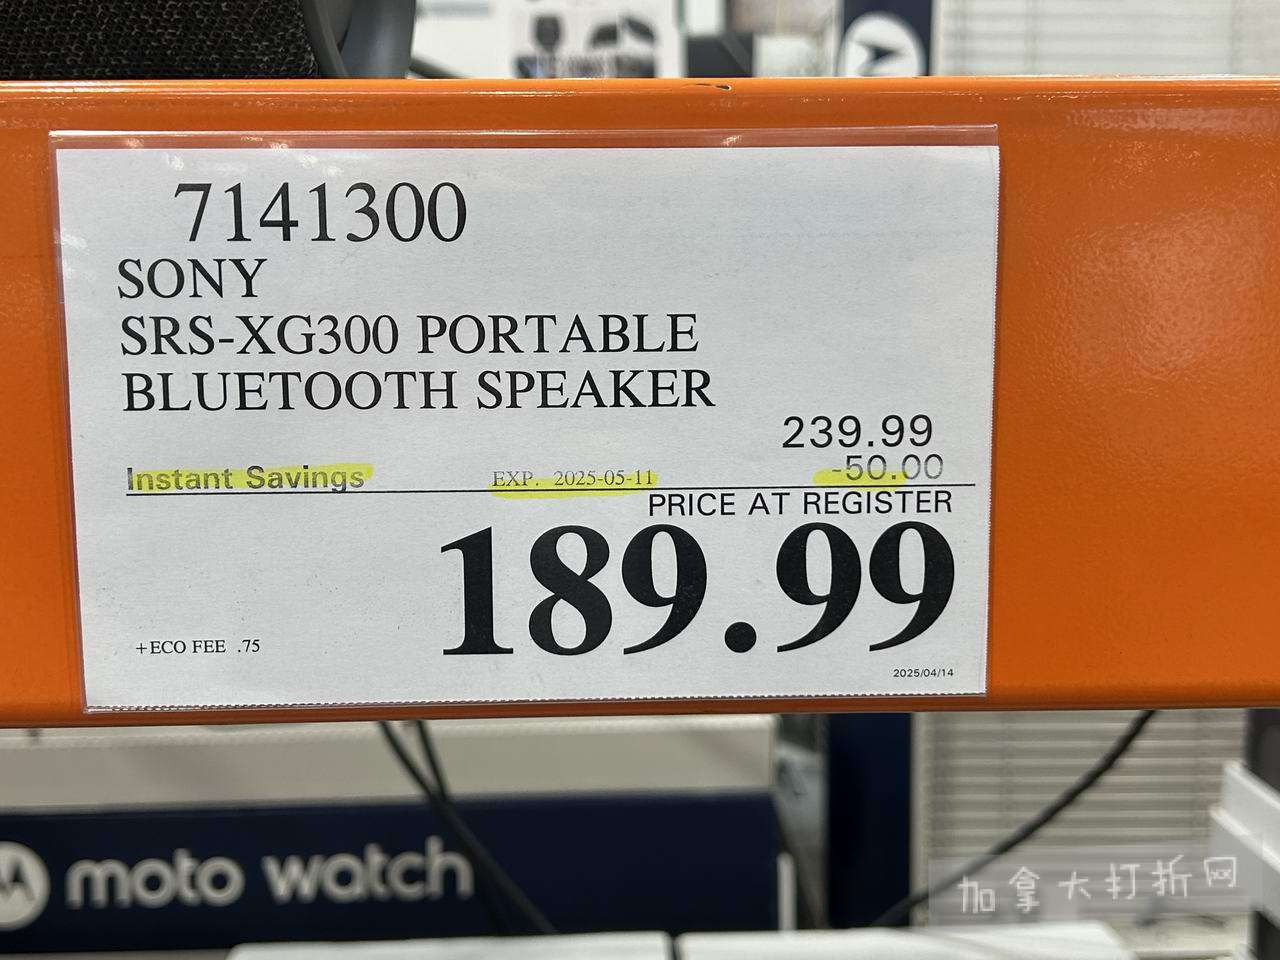 7141300
SONY
SRS-XG300 PORTABLE
BLUETOOTH SPEAKER
239.99
Instant Savings EXP. 2025-05-11 -50.00
PRICE AT REGISTER
189.99
+ECO FEE .75
2025/04/14
moto watch
加拿大打折网